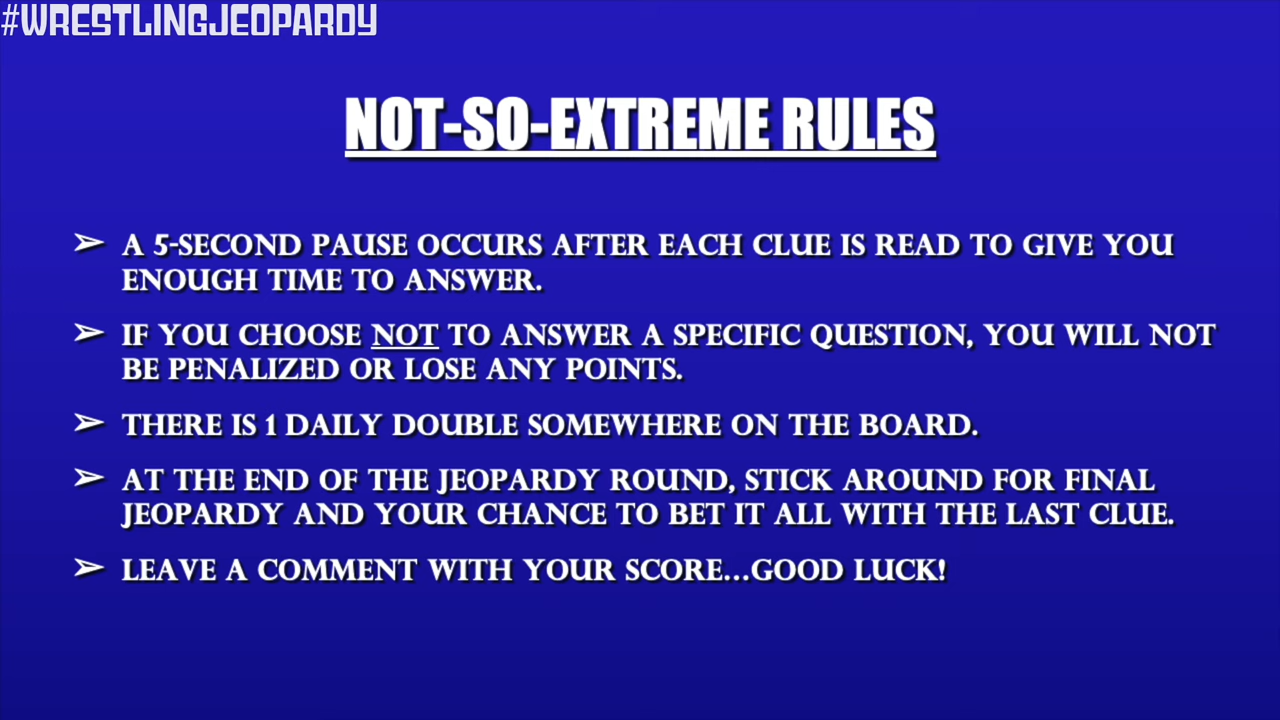 #WRESTLINGJEOPARDY
NOT-SO-EXTREME RULES
➢ A 5-SECOND PAUSE OCCURS AFTER EACH CLUE IS READ TO GIVE YOU
ENOUGH TIME TO ANSWER.
➢ IF YOU CHOOSE NOT TO ANSWER A SPECIFIC QUESTION, YOU WILL NOT
BE PENALIZED OR LOSE ANY POINTS.
➢ THERE IS 1 DAILY DOUBLE SOMEWHERE ON THE BOARD.
➢ AT THE END OF THE JEOPARDY ROUND, STICK AROUND FOR FINAL
JEOPARDY AND YOUR CHANCE TO BET IT ALL WITH THE LAST CLUE.
➢ LEAVE A COMMENT WITH YOUR SCORE...GOOD LUCK!